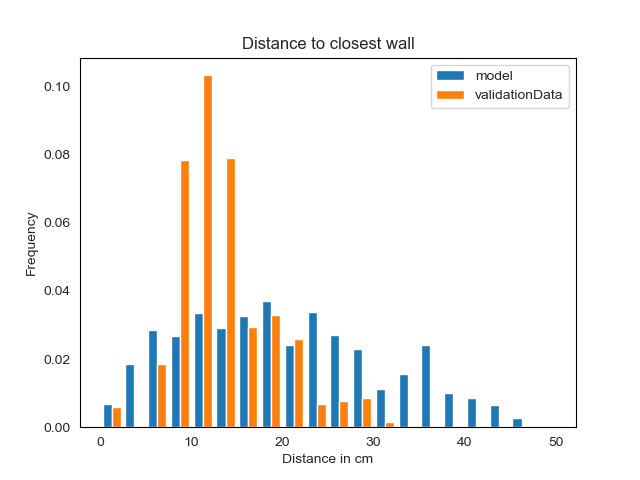 Distance to closest wall
model
validationData
0.10
0.08
0.06
0.04
0.02
0.00
Frequency
0 10 20 30 40 50
Distance in cm